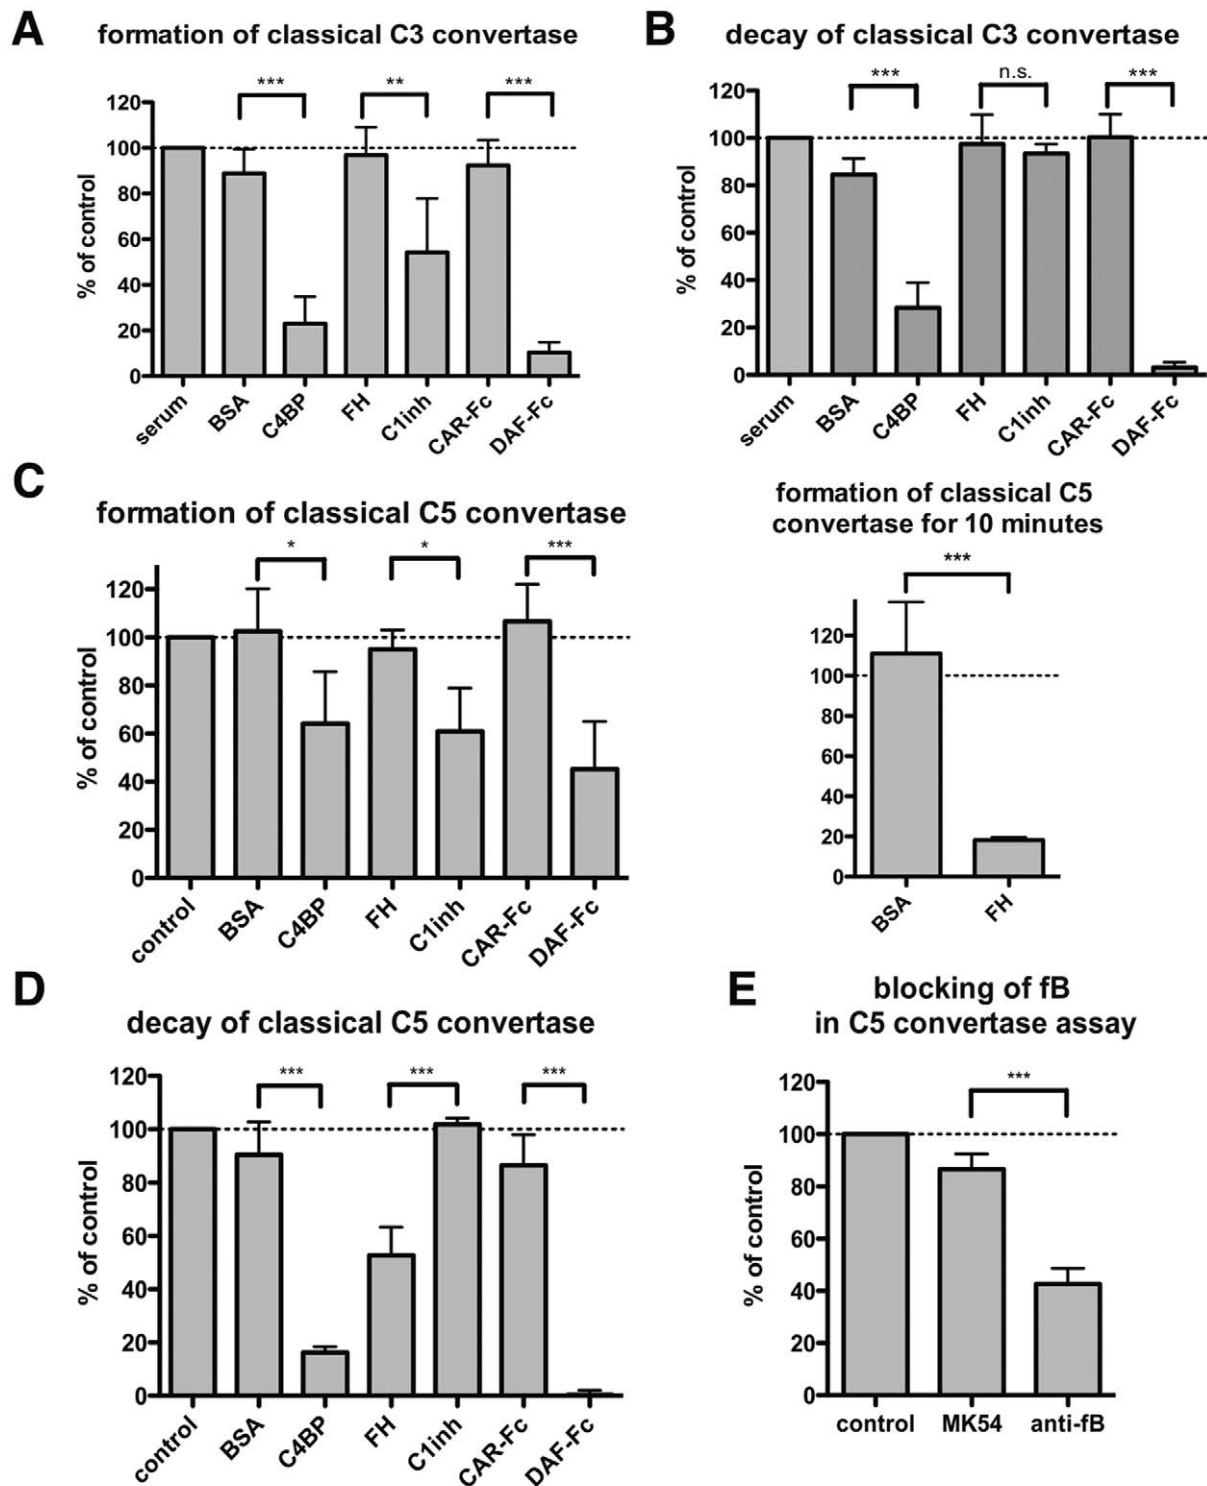 A
formation of classical C3 convertase
***
**
***
% of control
120
100
80
60
40
20
0
serum
BSA
C4BP
FH
C1inh
CAR-Fc
DAF-Fc
B
decay of classical C3 convertase
***
n.s.
***
% of control
120
100
80
60
40
20
0
serum
BSA
C4BP
FH
C1inh
CAR-Fc
DAF-Fc
C
formation of classical C5 convertase
*
*
***
% of control
120
100
80
60
40
20
0
control
BSA
C4BP
FH
C1inh
CAR-Fc
DAF-Fc
formation of classical C5
convertase for 10 minutes
***
120
100
80
60
40
20
0
BSA
FH
D
decay of classical C5 convertase
***
***
***
% of control
120
100
80
60
40
20
0
control
BSA
C4BP
FH
C1inh
CAR-Fc
DAF-Fc
E
blocking of fB
in C5 convertase assay
***
% of control
120
100
80
60
40
20
0
control
MK54
anti-fB